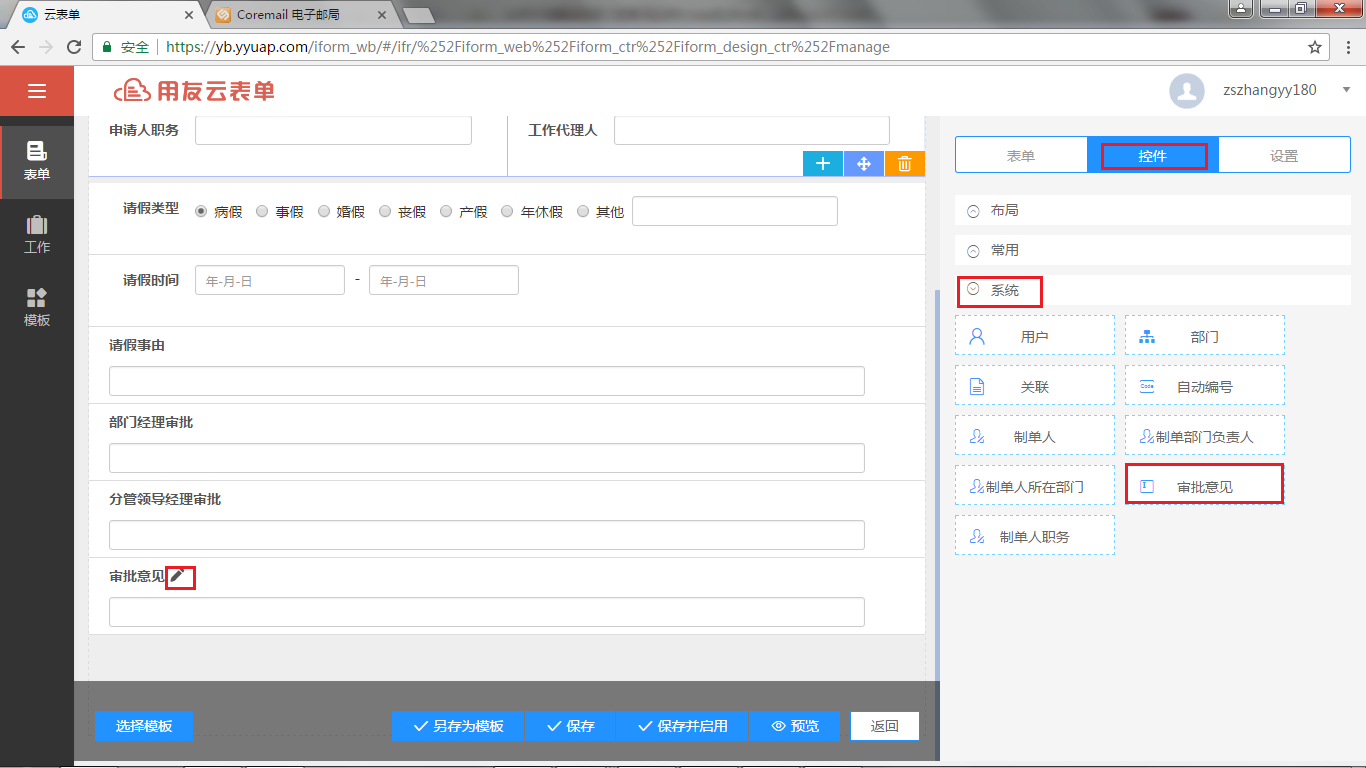 云表单
Coremail 电子邮局
安全 https://yb.yyuap.com/iform_wb/#/ifr/%252Fiform_web%252Fiform_ctr%252Fiform_design_ctr%252Fmanage
用友云表单
zszhangyy180
表单
工作
模板
申请人职务
工作代理人
请假类型 病假 事假 婚假 丧假 产假 年休假 其他
请假时间 年-月-日 - 年-月-日
请假事由
部门经理审批
分管领导经理审批
审批意见
选择模板 另存为模板 保存 保存并启用 预览 返回
表单 控件 设置
布局
常用
系统
用户 部门
关联 Code 自动编号
制单人 制单部门负责人
制单人所在部门 审批意见
制单人职务